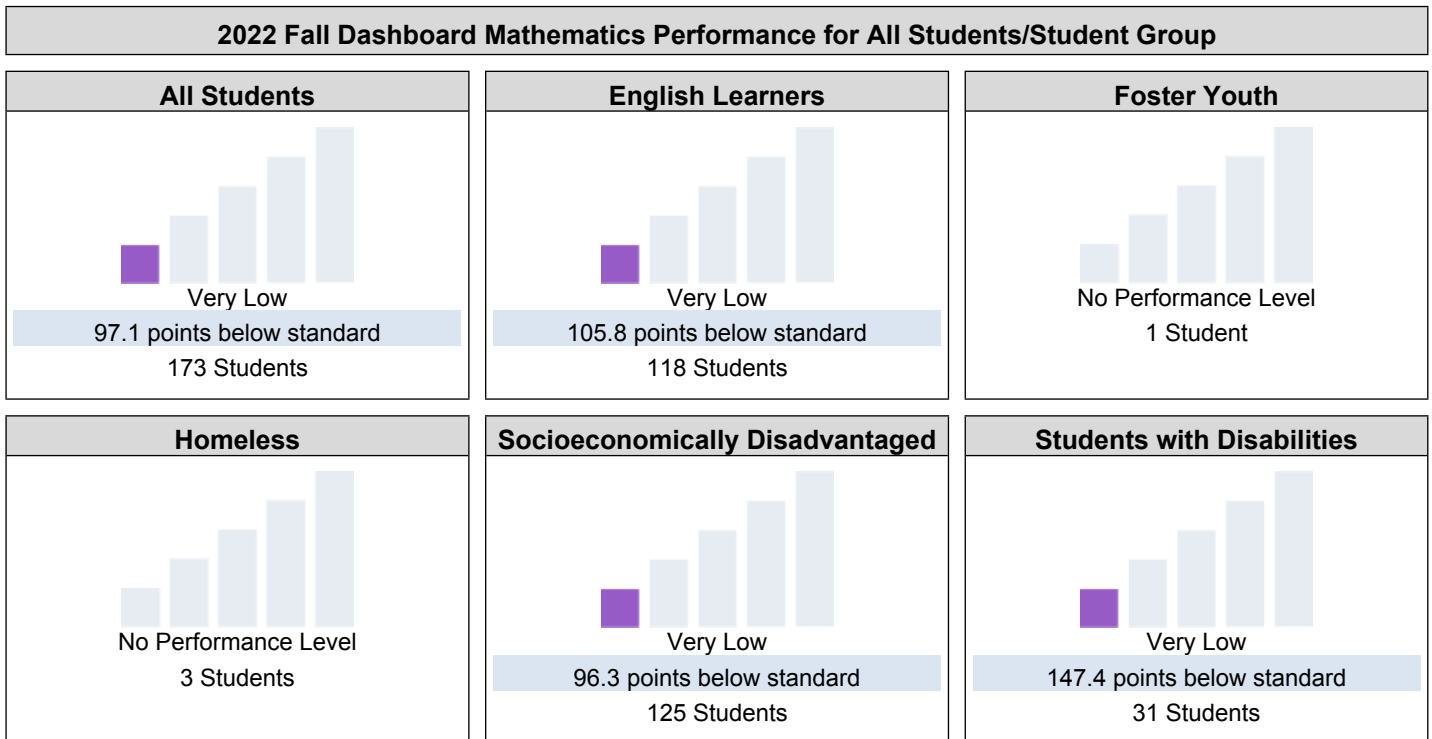 2022 Fall Dashboard Mathematics Performance for All Students/Student Group
All Students
Very Low
97.1 points below standard
173 Students
English Learners
Very Low
105.8 points below standard
118 Students
Foster Youth
No Performance Level
1 Student
Homeless
No Performance Level
3 Students
Socioeconomically Disadvantaged
Very Low
96.3 points below standard
125 Students
Students with Disabilities
Very Low
147.4 points below standard
31 Students